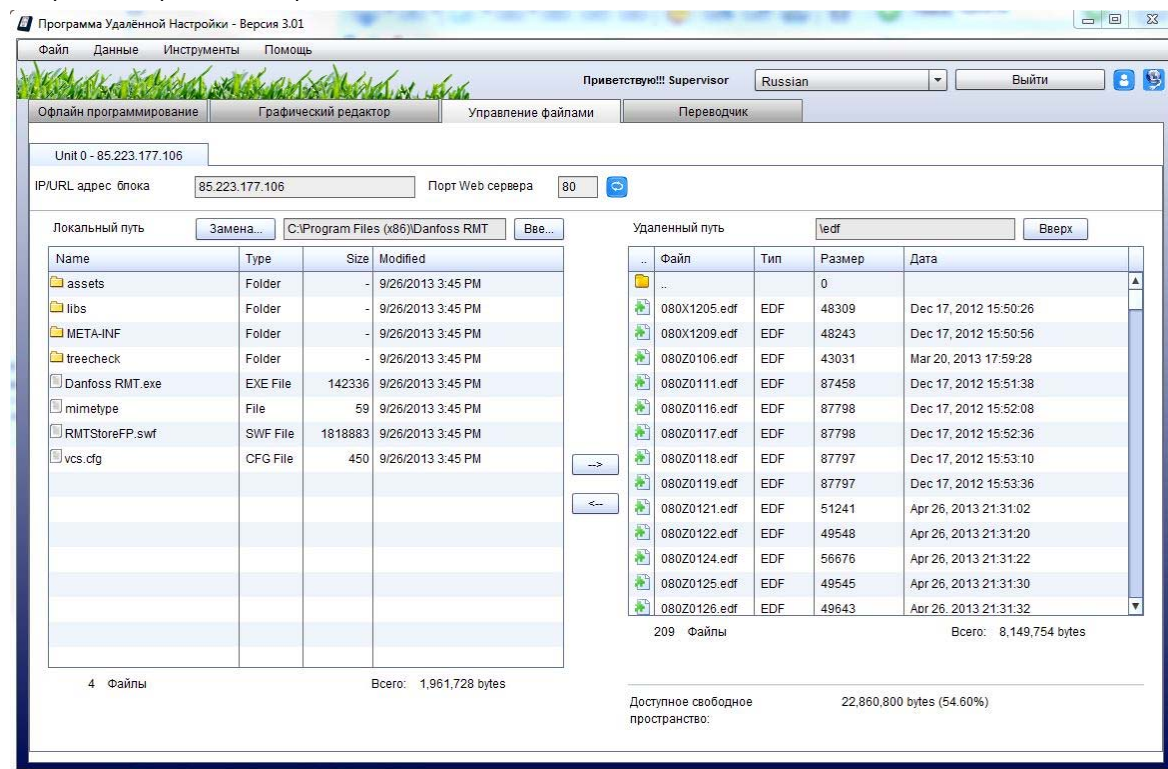 Программа Удалённой Настройки - Версия 3.01
Файл Данные Инструменты Помощь
Приветствую!!! Supervisor Russian Выйти
Офлайн программирование Графический редактор Управление файлами Переводчик
Unit 0 - 85.223.177.106
IP/URL адрес блока 85.223.177.106 Порт Web сервера 80
Локальный путь Замена... C:\Program Files (x86)\Danfoss RMT Вве...
Name Type Size Modified
assets Folder - 9/26/2013 3:45 PM
libs Folder - 9/26/2013 3:45 PM
META-INF Folder - 9/26/2013 3:45 PM
treecheck Folder - 9/26/2013 3:45 PM
Danfoss RMT.exe EXE File 142336 9/26/2013 3:45 PM
mimetype File 59 9/26/2013 3:45 PM
RMTStoreFP.swf SWF File 1818883 9/26/2013 3:45 PM
vcs.cfg CFG File 450 9/26/2013 3:45 PM
4 Файлы Всего: 1,961,728 bytes
-->
<--
Удаленный путь \edf Вверх
.. Файл Тип Размер Дата
.. 0
080X1205.edf EDF 48309 Dec 17, 2012 15:50:26
080X1209.edf EDF 48243 Dec 17, 2012 15:50:56
080Z0106.edf EDF 43031 Mar 20, 2013 17:59:28
080Z0111.edf EDF 87458 Dec 17, 2012 15:51:38
080Z0116.edf EDF 87798 Dec 17, 2012 15:52:08
080Z0117.edf EDF 87798 Dec 17, 2012 15:52:36
080Z0118.edf EDF 87797 Dec 17, 2012 15:53:10
080Z0119.edf EDF 87797 Dec 17, 2012 15:53:36
080Z0121.edf EDF 51241 Apr 26, 2013 21:31:02
080Z0122.edf EDF 49548 Apr 26, 2013 21:31:20
080Z0124.edf EDF 56676 Apr 26, 2013 21:31:22
080Z0125.edf EDF 49545 Apr 26, 2013 21:31:30
080Z0126.edf EDF 49643 Apr 26, 2013 21:31:32
209 Файлы Всего: 8,149,754 bytes
Доступное свободное 22,860,800 bytes (54.60%)
пространство: